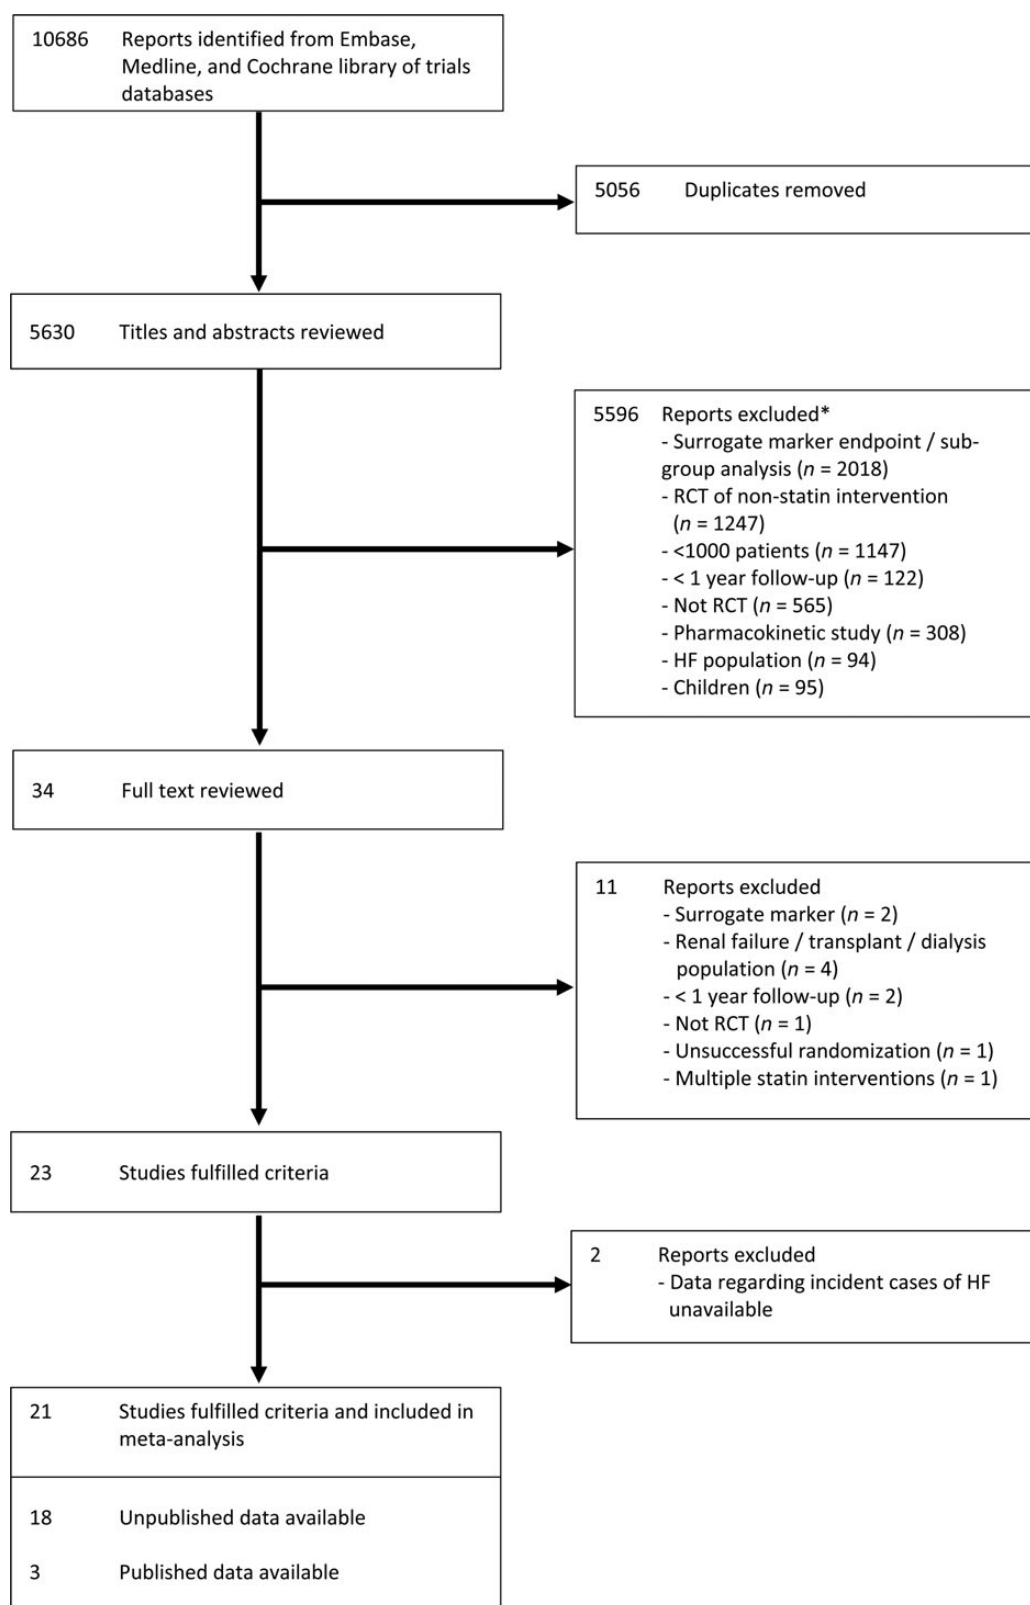 10686 Reports identified from Embase,
Medline, and Cochrane library of trials
databases
5056 Duplicates removed
5630 Titles and abstracts reviewed
5596 Reports excluded*
- Surrogate marker endpoint / sub-
group analysis (n = 2018)
- RCT of non-statin intervention
(n = 1247)
- <1000 patients (n = 1147)
- < 1 year follow-up (n = 122)
- Not RCT (n = 565)
- Pharmacokinetic study (n = 308)
- HF population (n = 94)
- Children (n = 95)
34 Full text reviewed
11 Reports excluded
- Surrogate marker (n = 2)
- Renal failure / transplant / dialysis
population (n = 4)
- < 1 year follow-up (n = 2)
- Not RCT (n = 1)
- Unsuccessful randomization (n = 1)
- Multiple statin interventions (n = 1)
23 Studies fulfilled criteria
2 Reports excluded
- Data regarding incident cases of HF
unavailable
21 Studies fulfilled criteria and included in
meta-analysis
18 Unpublished data available
3 Published data available